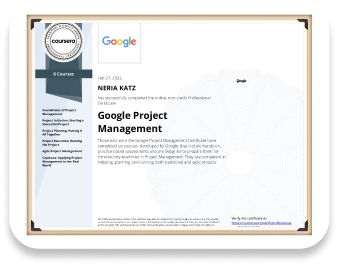 coursera
Google
6 Courses
Foundations of Project
Management
Project Initiation: Starting a
Successful Project
Project Planning: Putting It
All Together
Project Execution: Running
the Project
Agile Project Management
Capstone: Applying Project
Management in the Real
World
Feb 27, 2022
NERIA KATZ
has successfully completed the online, non-credit Professional
Certificate
Google Project
Management
Those who earn the Google Project Management Certificate have
completed six courses, developed by Google, that include hands-on,
practice-based assessments and are designed to prepare them for
introductory-level roles in Project Management. They are competent in
initiating, planning and running both traditional and agile projects.
Google
Verify this certificate at: